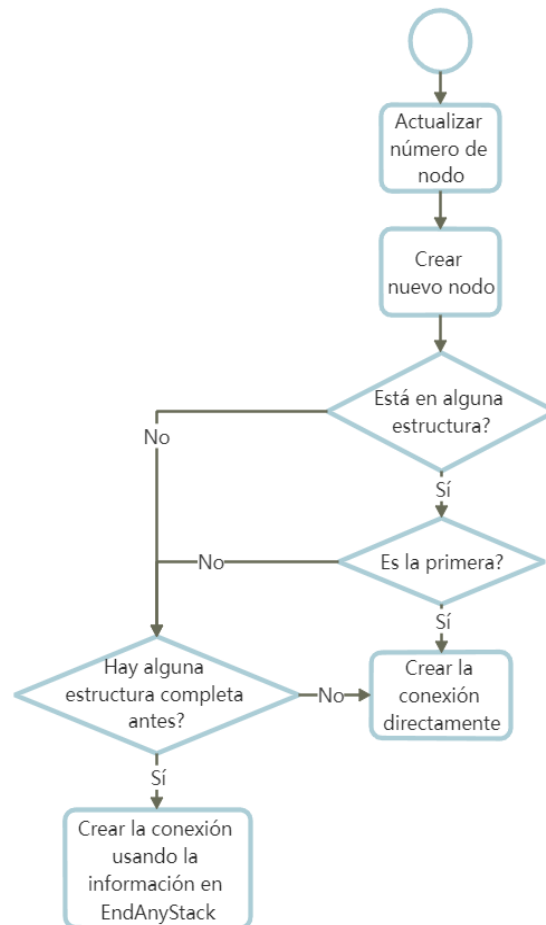 Actualizar
número de
nodo
Crear
nuevo nodo
Está en alguna
estructura?
No
Sí
No
Es la primera?
Sí
Hay alguna
estructura completa
antes?
No
Crear la
conexión
directamente
Sí
Crear la conexión
usando la
información en
EndAnyStack